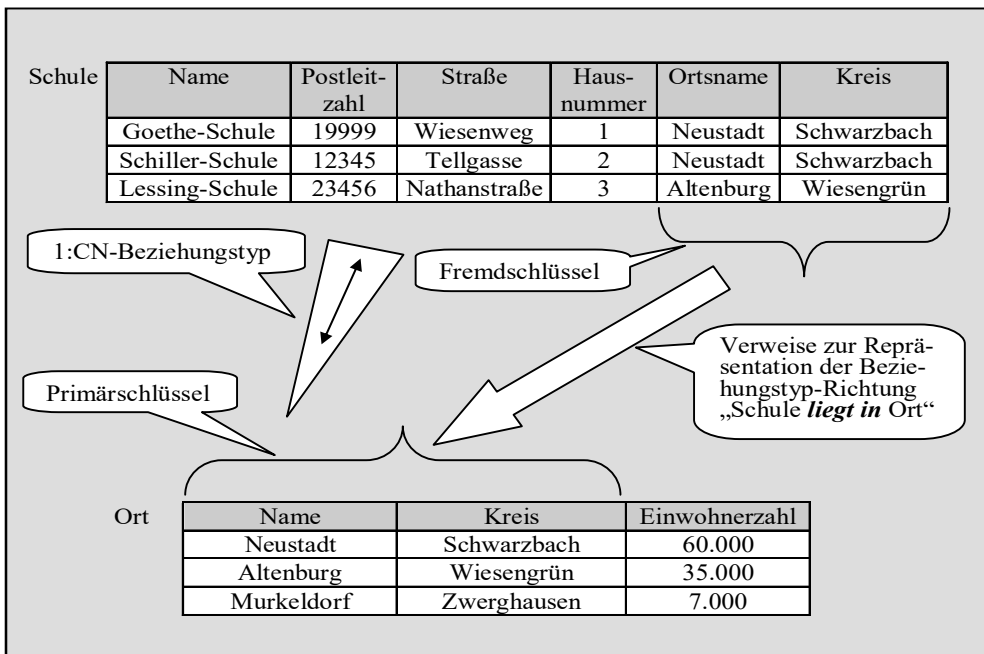 Schule Name Postleit- Straße Haus- Ortsname Kreis
zahl nummer
Goethe-Schule 19999 Wiesenweg 1 Neustadt Schwarzbach
Schiller-Schule 12345 Tellgasse 2 Neustadt Schwarzbach
Lessing-Schule 23456 Nathanstraße 3 Altenburg Wiesengrün
1:CN-Beziehungstyp
Fremdschlüssel
Verweise zur Reprä-
sentation der Bezie-
hungstyp-Richtung
„Schule liegt in Ort“
Primärschlüssel
Ort Name Kreis Einwohnerzahl
Neustadt Schwarzbach 60.000
Altenburg Wiesengrün 35.000
Murkeldorf Zwerghausen 7.000